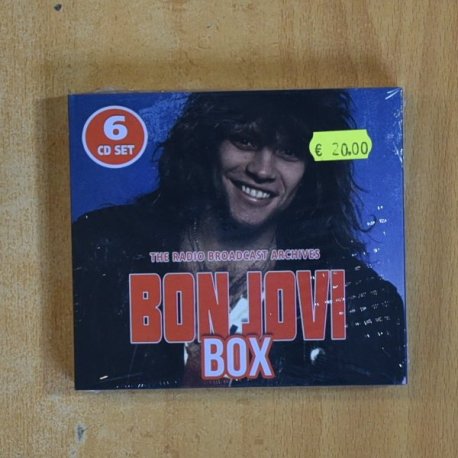 6
CD SET
€ 20.00
THE RADIO BROADCAST ARCHIVES
BON JOVI
BOX